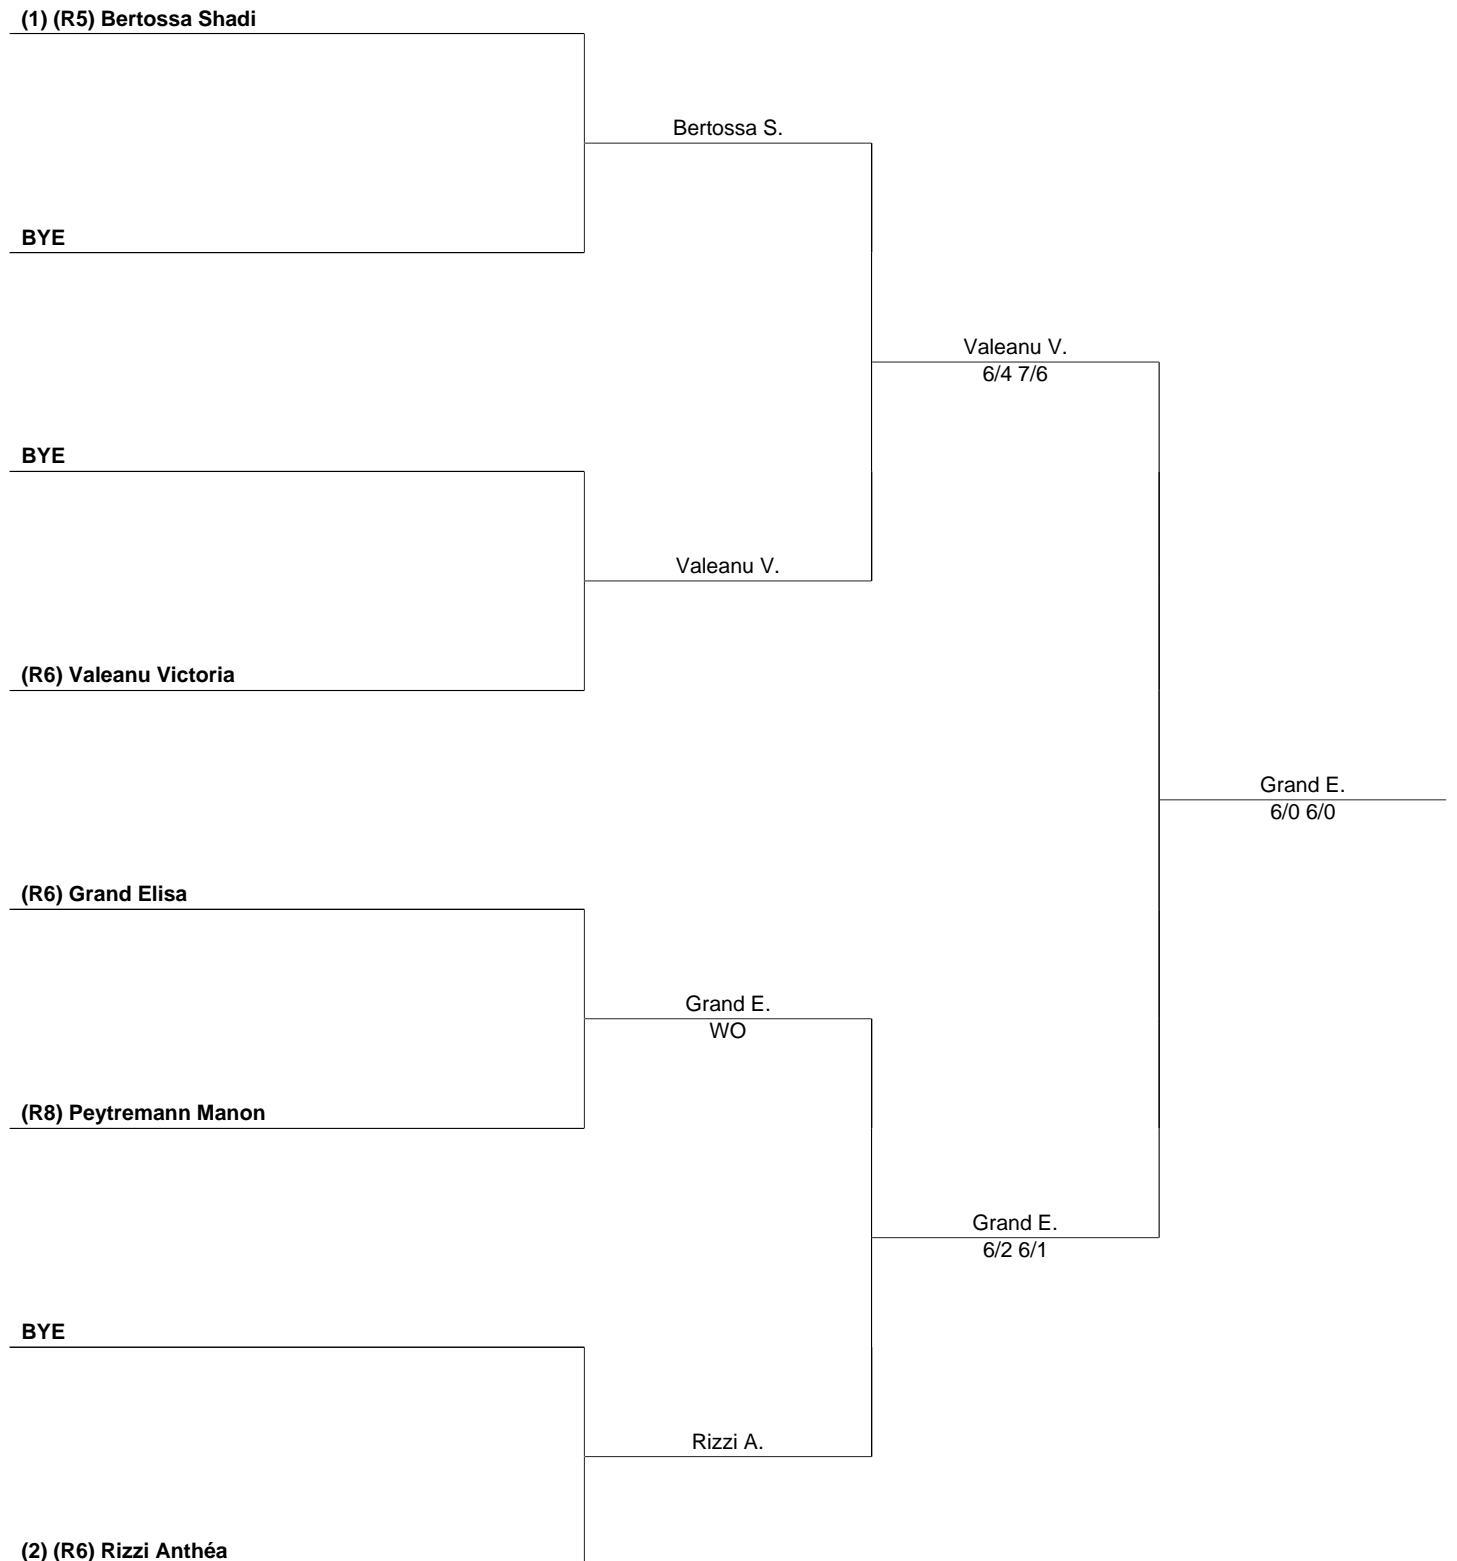 (1) (R5) Bertossa Shadi
Bertossa S.
BYE
Valeanu V.
6/4 7/6
BYE
Valeanu V.
(R6) Valeanu Victoria
Grand E.
6/0 6/0
(R6) Grand Elisa
Grand E.
WO
(R8) Peytremann Manon
Grand E.
6/2 6/1
BYE
Rizzi A.
(2) (R6) Rizzi Anthéa